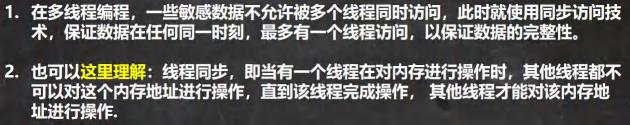 1. 在多线程编程，一些敏感数据不允许被多个线程同时访问，此时就使用同步访问技
术，保证数据在任何同一时刻，最多有一个线程访问，以保证数据的完整性。
2. 也可以这里理解：线程同步，即当有一个线程在对内存进行操作时，其他线程都不
可以对这个内存地址进行操作，直到该线程完成操作， 其他线程才能对该内存地
址进行操作.